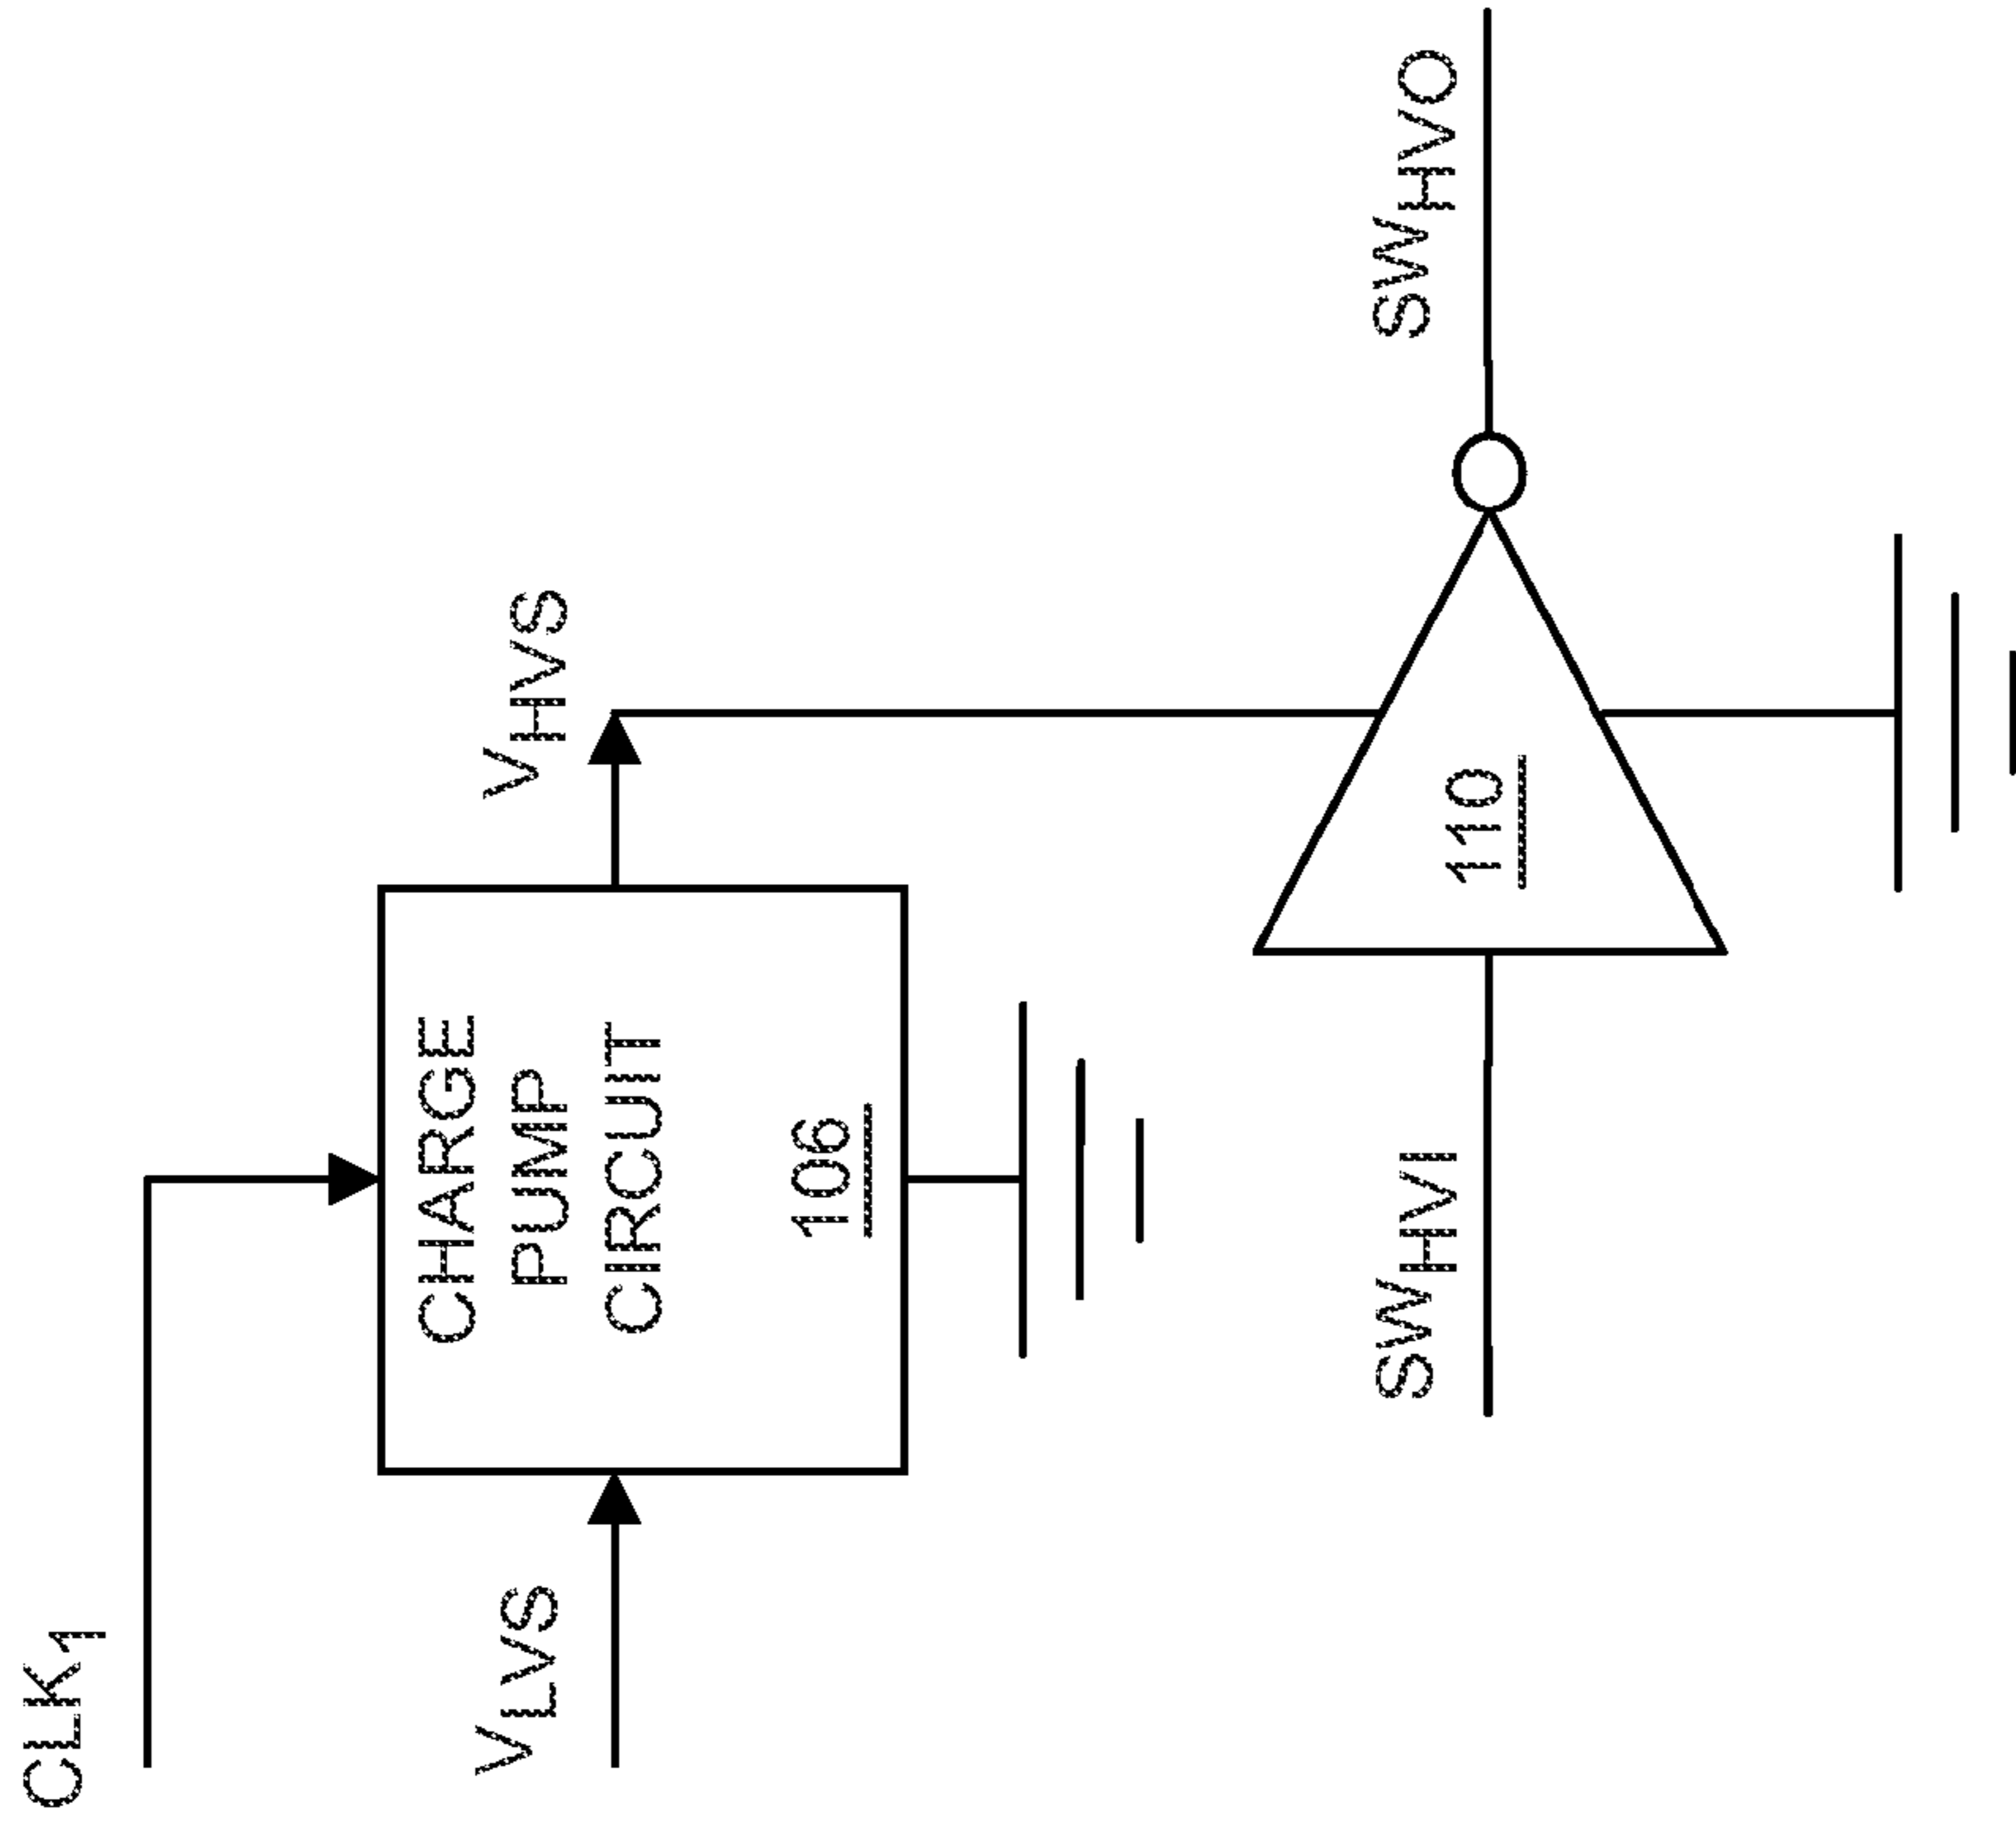 CLK1
VLVS
CHARGE
PUMP
CIRCUIT
106
VHVS
SWHVI
110
SWHVO